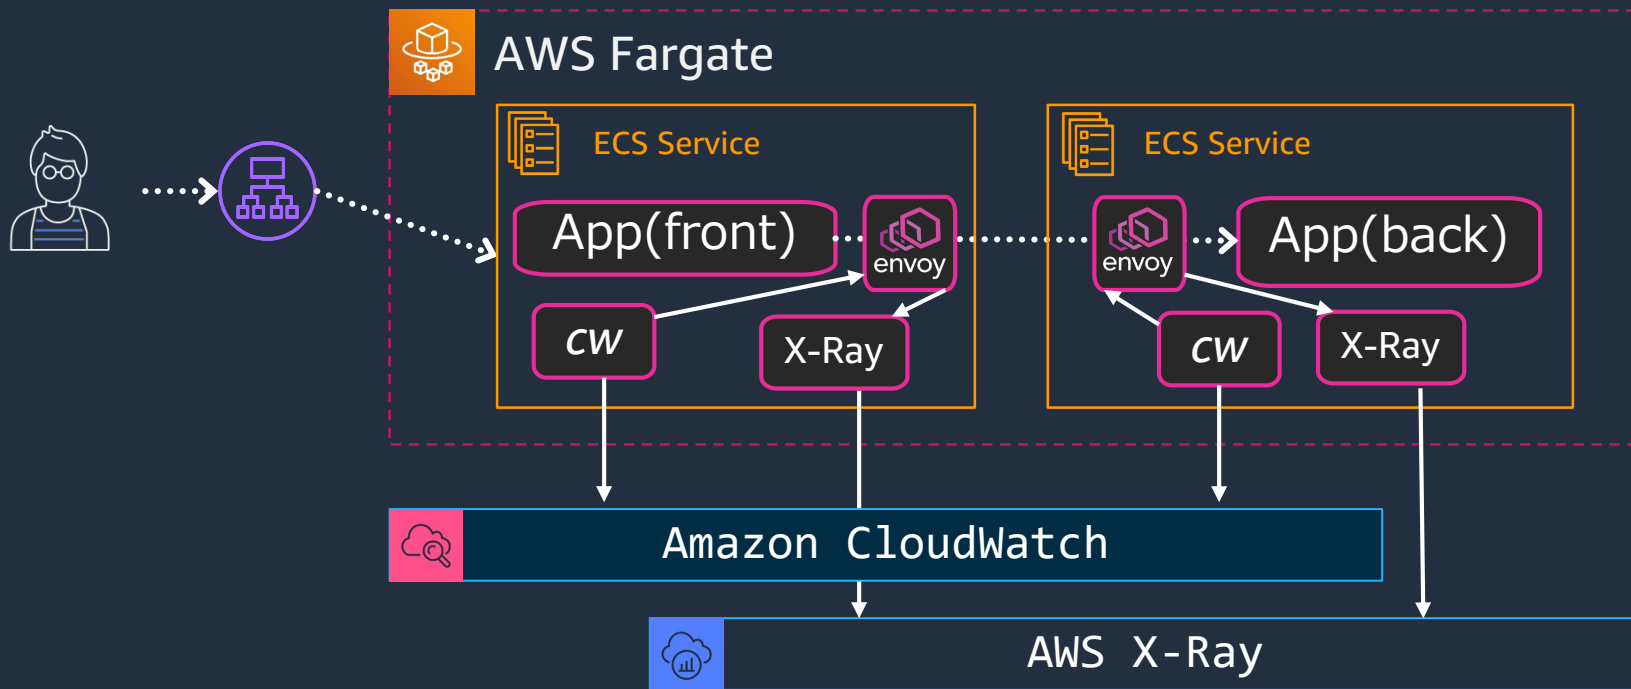 AWS Fargate
ECS Service
ECS Service
App(front)
envoy
envoy
App(back)
CW
X-Ray
CW
X-Ray
Amazon CloudWatch
AWS X-Ray